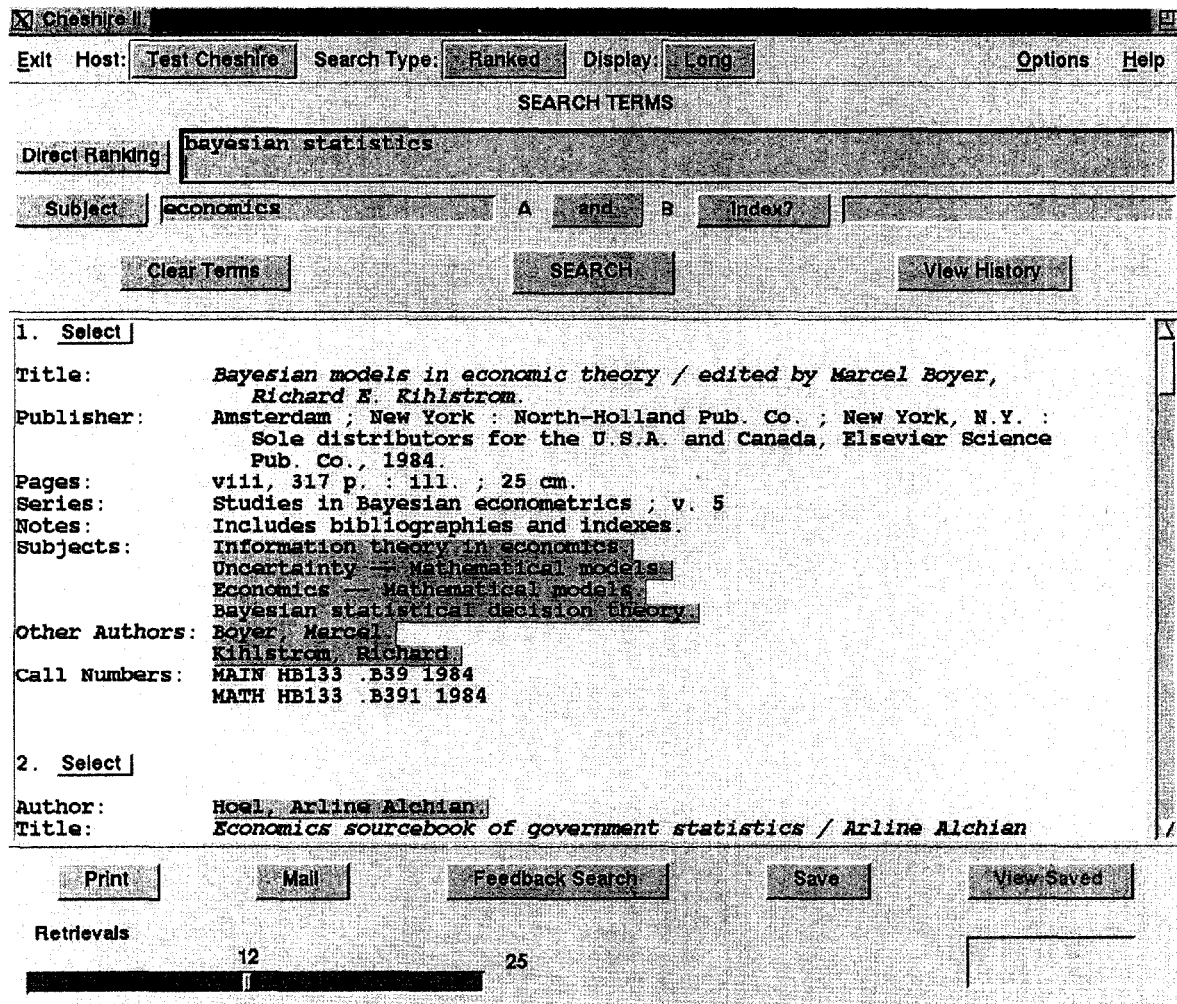 Cheshire II
Exit Host: Test Cheshire Search Type: Ranked Display: Long Options Help
SEARCH TERMS
Direct Ranking bayesian statistics
Subject economics A and B Index?
Clear Terms SEARCH View History
1. Select
Title: Bayesian models in economic theory / edited by Marcel Boyer,
Richard E. Kihlstrom.
Publisher: Amsterdam ; New York : North-Holland Pub. Co. ; New York, N.Y. :
Sole distributors for the U.S.A. and Canada, Elsevier Science
Pub. Co., 1984.
Pages: viii, 317 p. : ill. ; 25 cm.
Series: Studies in Bayesian econometrics ; v. 5
Notes: Includes bibliographies and indexes.
Subjects: Information theory in economics.
Uncertainty -- Mathematical models.
Economics -- Mathematical models.
Bayesian statistical decision theory.
Other Authors: Boyer, Marcel.
Kihlstrom, Richard.
Call Numbers: MAIN HB133 .B39 1984
MATH HB133 .B391 1984
2. Select
Author: Hoel, Arline Alchian.
Title: Economics sourcebook of government statistics / Arline Alchian
Print Mail Feedback Search Save View Saved
Retrievals
12 25